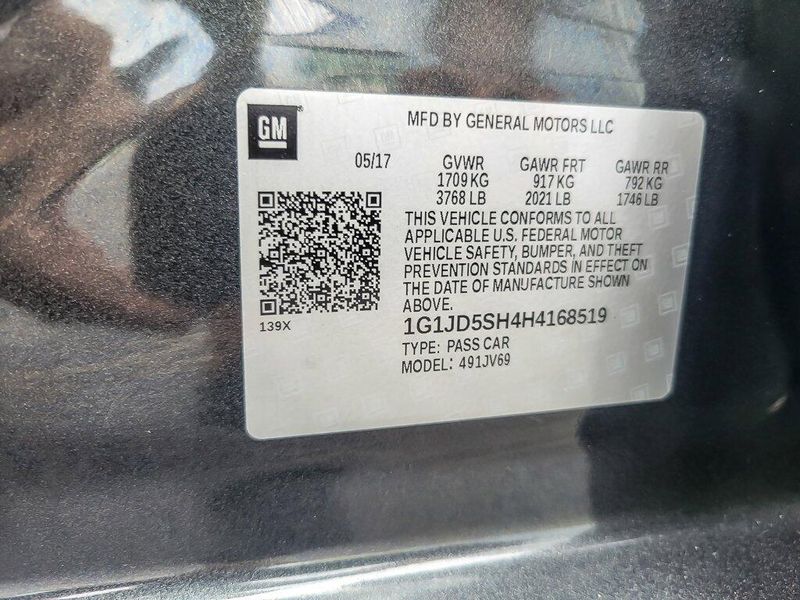 GM
MFD BY GENERAL MOTORS LLC
05/17 GVWR GAWR FRT GAWR RR
1709 KG 917 KG 792 KG
3768 LB 2021 LB 1746 LB
THIS VEHICLE CONFORMS TO ALL
APPLICABLE U.S. FEDERAL MOTOR
VEHICLE SAFETY, BUMPER, AND THEFT
PREVENTION STANDARDS IN EFFECT ON
THE DATE OF MANUFACTURE SHOWN
ABOVE.
139X
1G1JD5SH4H4168519
TYPE: PASS CAR
MODEL: 491JV69